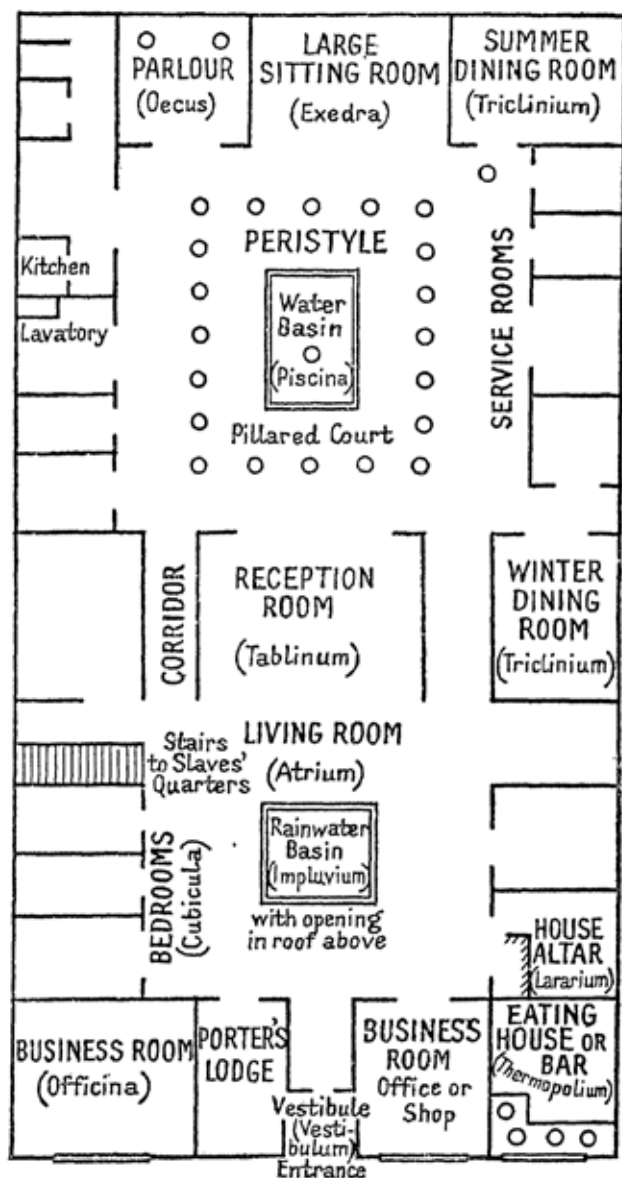 PARLOUR
(Oecus)
LARGE
SITTING ROOM
(Exedra)
SUMMER
DINING ROOM
(Triclinium)
PERISTYLE
Kitchen
Lavatory
Water
Basin
(Piscina)
Pillared Court
SERVICE ROOMS
CORRIDOR
RECEPTION
ROOM
(Tablinum)
WINTER
DINING
ROOM
(Triclinium)
Stairs
to Slaves'
Quarters
LIVING ROOM
(Atrium)
BEDROOMS
(Cubicula)
Rainwater
Basin
(Impluvium)
with opening
in roof above
HOUSE
ALTAR
(Lararium)
BUSINESS ROOM
(Officina)
PORTER'S
LODGE
Vestibule
(Vesti-
bulum)
Entrance
BUSINESS
ROOM
Office or
Shop
EATING
HOUSE OR
BAR
(Thermopolium)